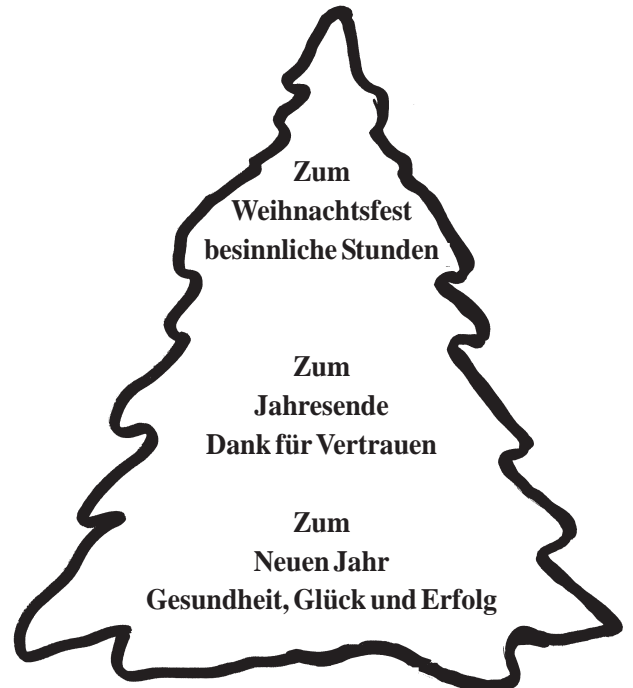 Zum
Weihnachtsfest
besinnliche Stunden
Zum
Jahresende
Dank für Vertrauen
Zum
Neuen Jahr
Gesundheit, Glück und Erfolg